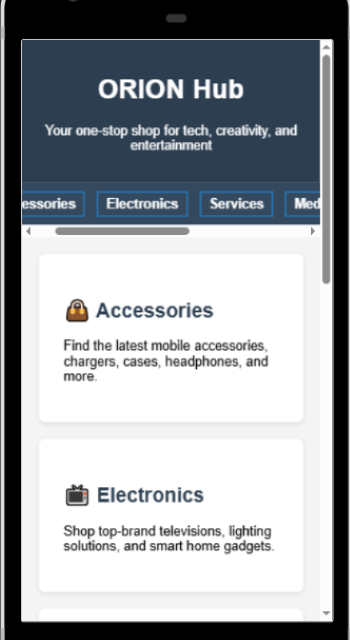 ORION Hub
Your one-stop shop for tech, creativity, and
entertainment
essories Electronics Services Med
Accessories
Find the latest mobile accessories,
chargers, cases, headphones, and
more.
Electronics
Shop top-brand televisions, lighting
solutions, and smart home gadgets.